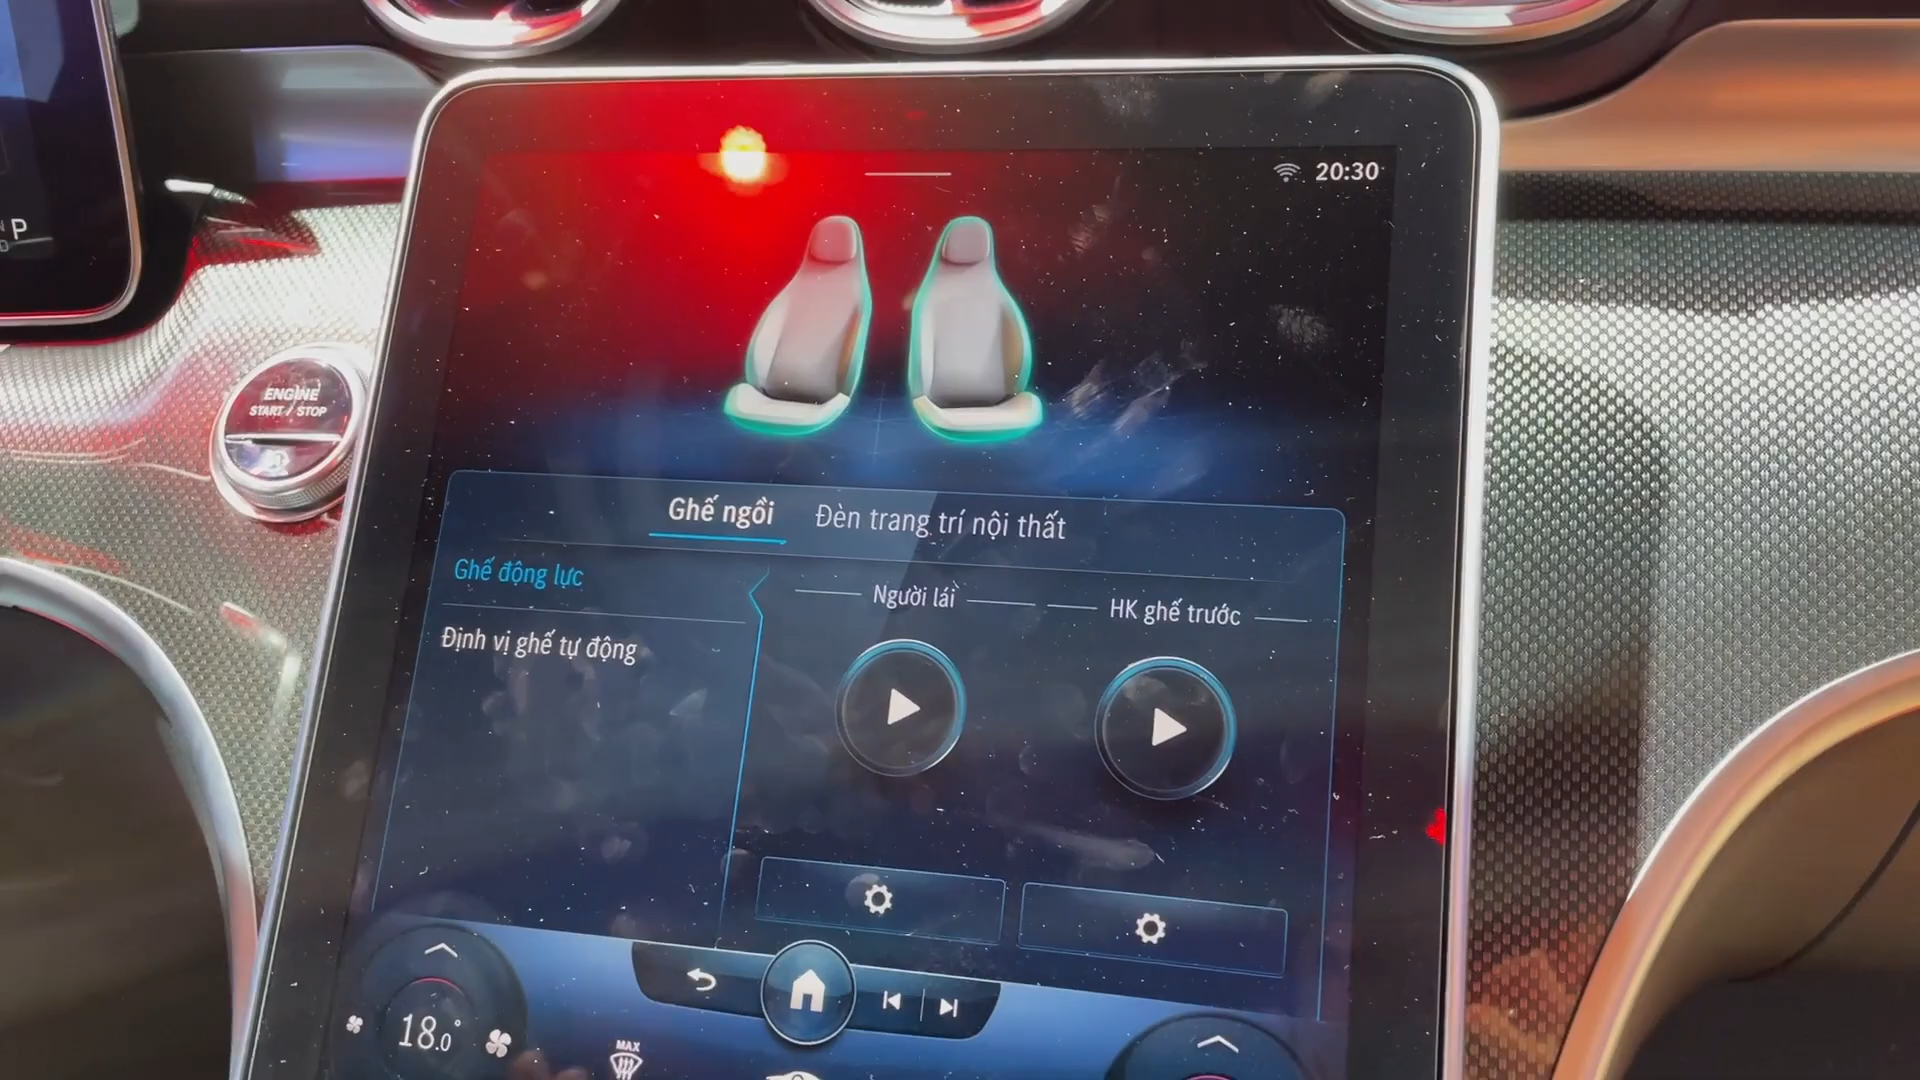 20:30
P
ENGINE
START / STOP
Ghế ngồi
Đèn trang trí nội thất
Ghế động lực
Định vị ghế tự động
Người lái
HK ghế trước
18.0°
MAX